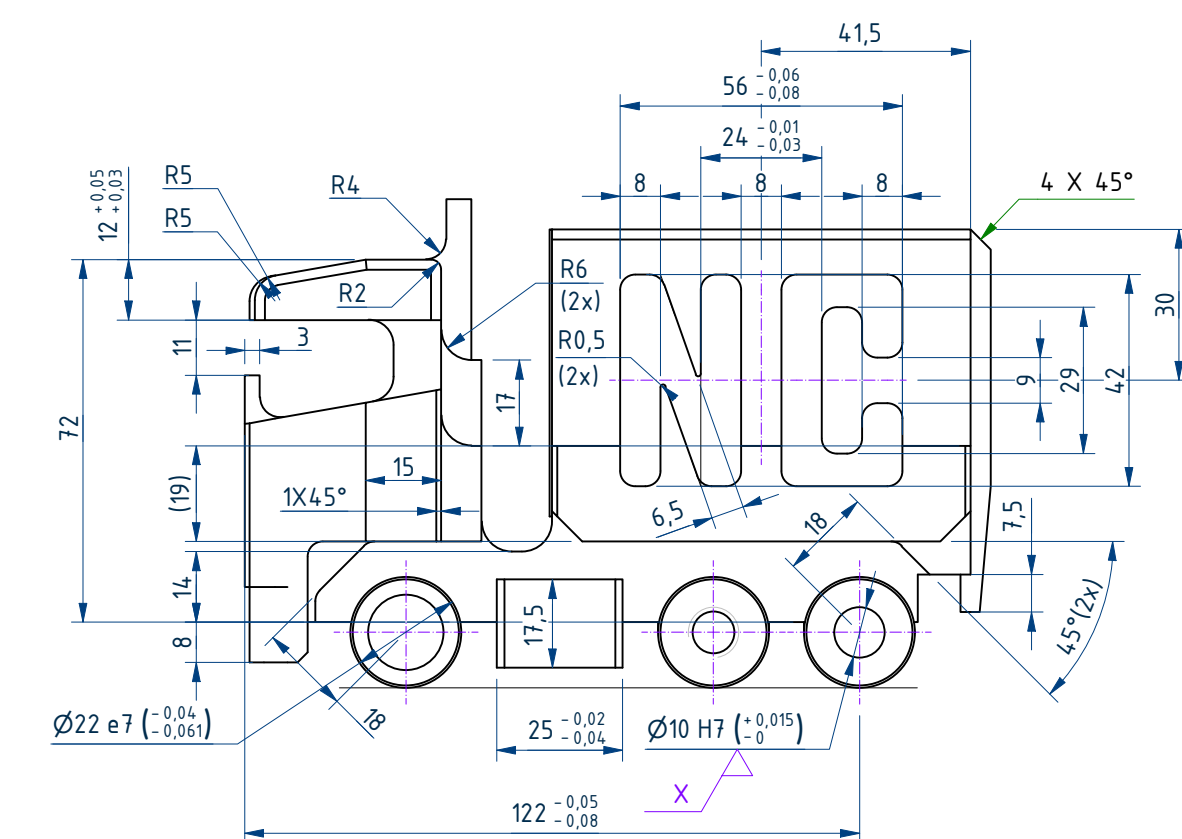 41,5
56 -0,06
-0,08
24 -0,01
-0,03
8
8
8
4 X 45°
12 +0,05
+0,03
R5
R5
R4
R2
R6
(2x)
R0,5
(2x)
30
11
3
72
17
9
29
42
(19)
15
1X45°
6,5
18
7,5
14
17,5
8
45°(2x)
18
Ø22 e7 (-0,04
-0,061)
25 -0,02
-0,04
Ø10 H7 (+0,015
-0)
X
122 -0,05
-0,08